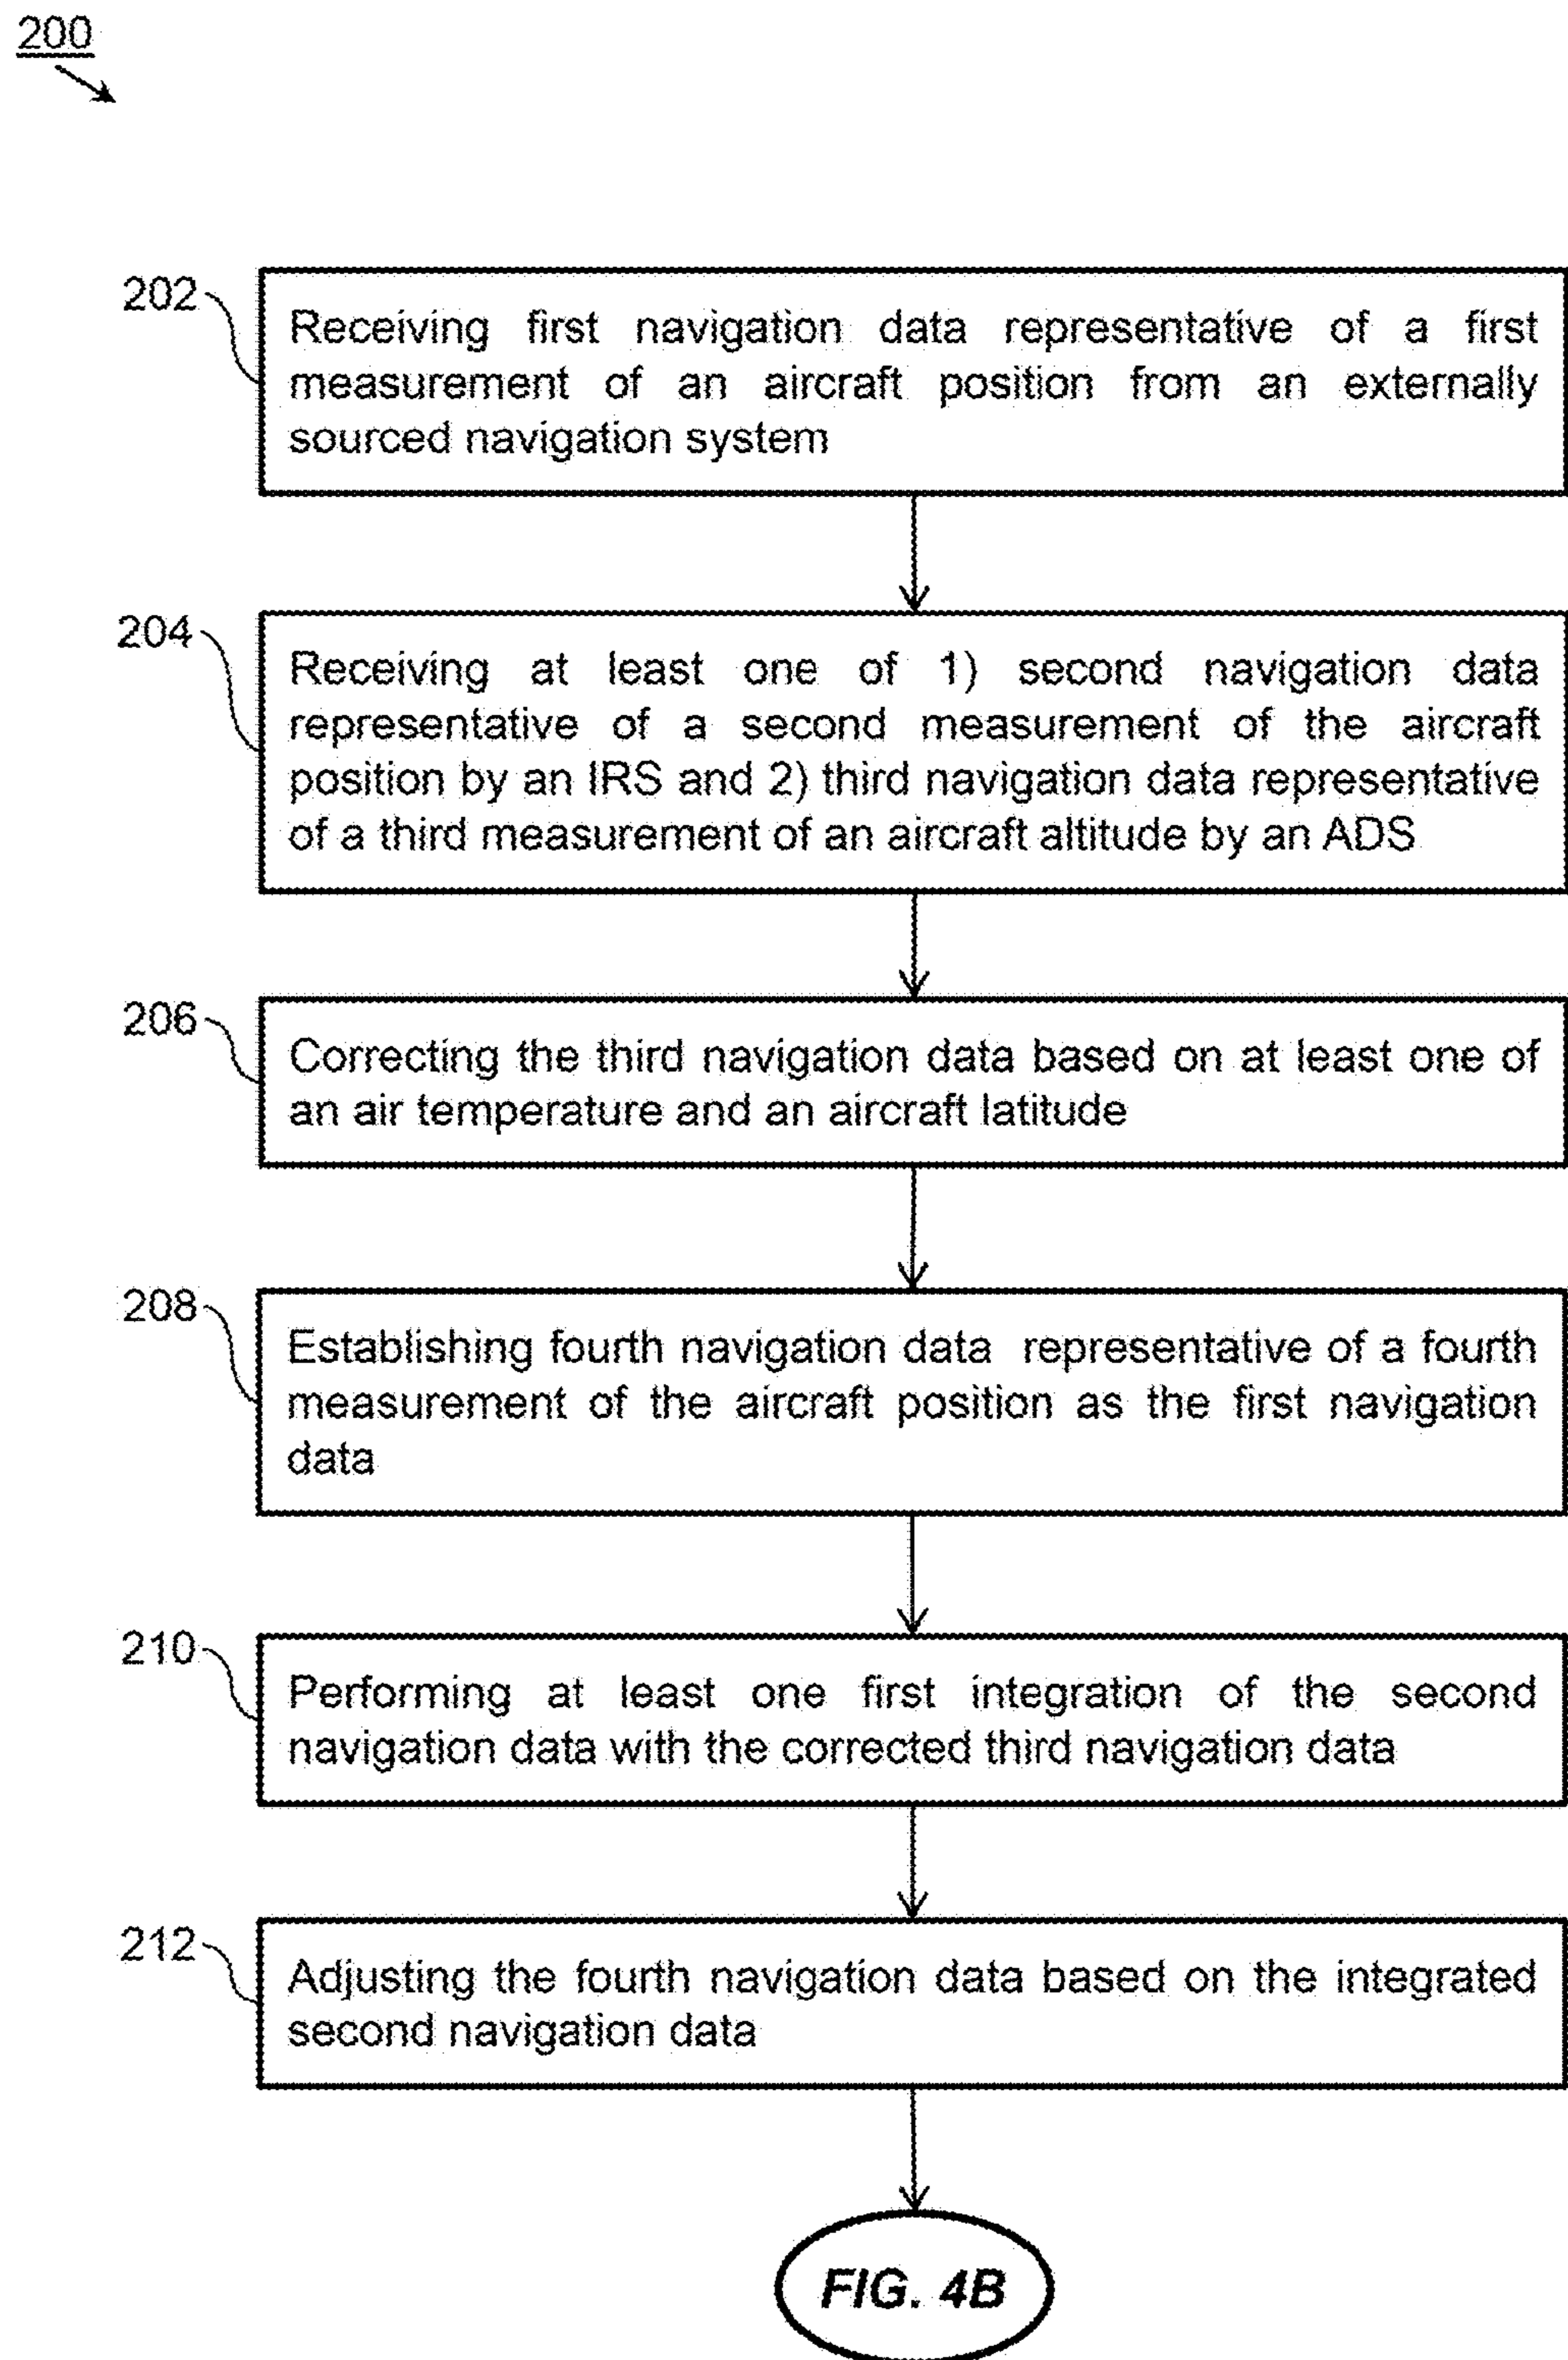 200
202
Receiving first navigation data representative of a first
measurement of an aircraft position from an externally
sourced navigation system
204
Receiving at least one of 1) second navigation data
representative of a second measurement of the aircraft
position by an IRS and 2) third navigation data representative
of a third measurement of an aircraft altitude by an ADS
206
Correcting the third navigation data based on at least one of
an air temperature and an aircraft latitude
208
Establishing fourth navigation data representative of a fourth
measurement of the aircraft position as the first navigation
data
210
Performing at least one first integration of the second
navigation data with the corrected third navigation data
212
Adjusting the fourth navigation data based on the integrated
second navigation data
FIG. 4B